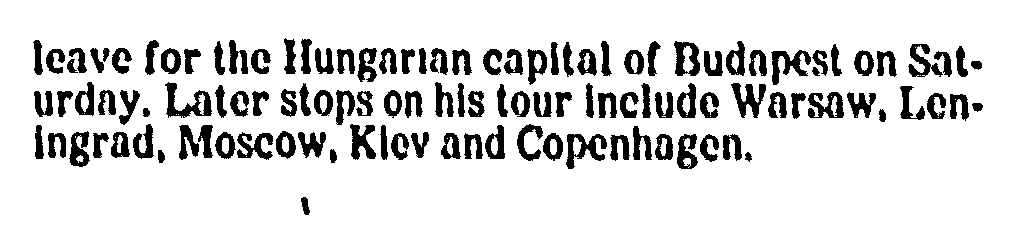 leave for the Hungarian capital of Budapest on Sat-
urday. Later stops on his tour include Warsaw, Len-
ingrad, Moscow, Kiev and Copenhagen.